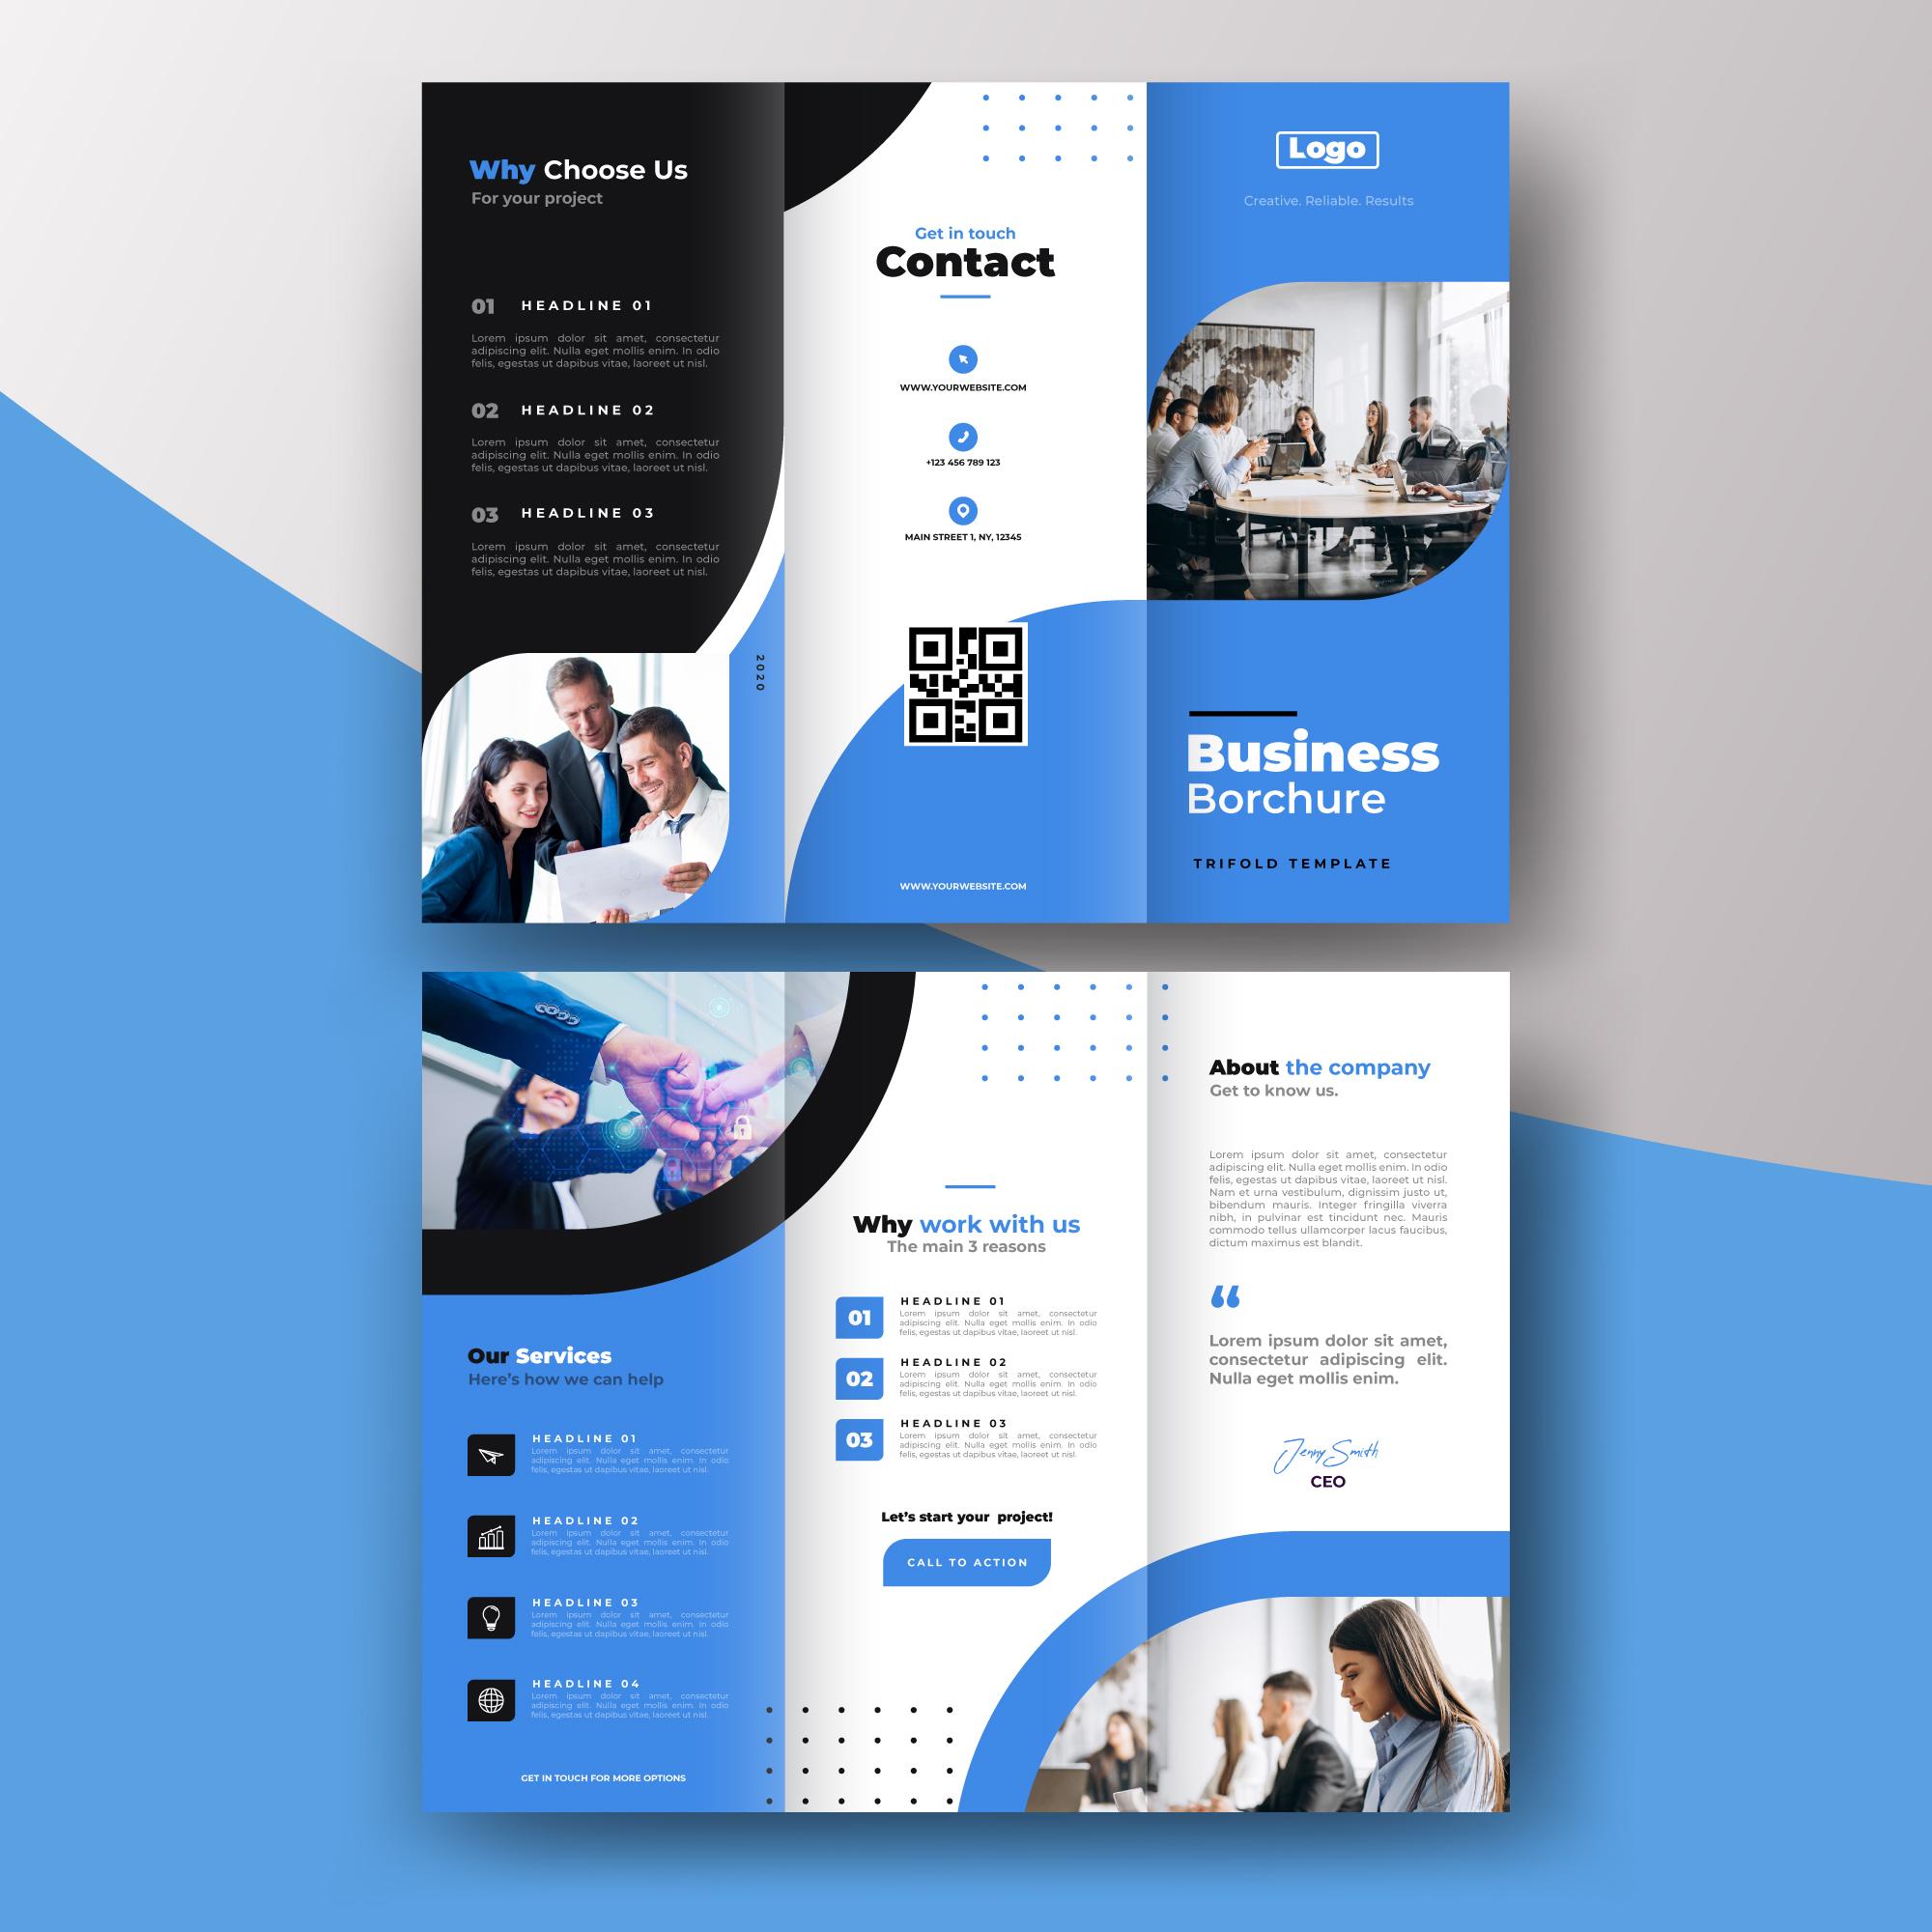 Why Choose Us
For your project
01 HEADLINE 01
Lorem ipsum dolor sit amet, consectetur
adipiscing elit. Nulla eget mollis enim. In odio
felis, egestas ut dapibus vitae, laoreet ut nisl.
02 HEADLINE 02
Lorem ipsum dolor sit amet, consectetur
adipiscing elit. Nulla eget mollis enim. In odio
felis, egestas ut dapibus vitae, laoreet ut nisl.
03 HEADLINE 03
Lorem ipsum dolor sit amet, consectetur
adipiscing elit. Nulla eget mollis enim. In odio
felis, egestas ut dapibus vitae, laoreet ut nisl.
2020
Get in touch
Contact
WWW.YOURWEBSITE.COM
+123 456 789 123
MAIN STREET 1, NY, 12345
WWW.YOURWEBSITE.COM
Logo
Creative. Reliable. Results
Business
Borchure
TRIFOLD TEMPLATE
Our Services
Here's how we can help
HEADLINE 01
Lorem ipsum dolor sit amet, consectetur
adipiscing elit. Nulla eget mollis enim. In odio
felis, egestas ut dapibus vitae, laoreet ut nisl.
HEADLINE 02
Lorem ipsum dolor sit amet, consectetur
adipiscing elit. Nulla eget mollis enim. In odio
felis, egestas ut dapibus vitae, laoreet ut nisl.
HEADLINE 03
Lorem ipsum dolor sit amet, consectetur
adipiscing elit. Nulla eget mollis enim. In odio
felis, egestas ut dapibus vitae, laoreet ut nisl.
HEADLINE 04
Lorem ipsum dolor sit amet, consectetur
adipiscing elit. Nulla eget mollis enim. In odio
felis, egestas ut dapibus vitae, laoreet ut nisl.
GET IN TOUCH FOR MORE OPTIONS
Why work with us
The main 3 reasons
01 HEADLINE 01
Lorem ipsum dolor sit amet, consectetur
adipiscing elit. Nulla eget mollis enim. In odio
felis, egestas ut dapibus vitae, laoreet ut nisl.
02 HEADLINE 02
Lorem ipsum dolor sit amet, consectetur
adipiscing elit. Nulla eget mollis enim. In odio
felis, egestas ut dapibus vitae, laoreet ut nisl.
03 HEADLINE 03
Lorem ipsum dolor sit amet, consectetur
adipiscing elit. Nulla eget mollis enim. In odio
felis, egestas ut dapibus vitae, laoreet ut nisl.
Let's start your project!
CALL TO ACTION
About the company
Get to know us.
Lorem ipsum dolor sit amet, consectetur
adipiscing elit. Nulla eget mollis enim. In odio
felis, egestas ut dapibus vitae, laoreet ut nisl.
Nam et urna vestibulum, dignissim justo ut,
bibendum mauris. Integer fringilla viverra
nibh, in pulvinar est tincidunt nec. Mauris
commodo tellus ullamcorper lacus faucibus,
dictum maximus est blandit.
“
Lorem ipsum dolor sit amet,
consectetur adipiscing elit.
Nulla eget mollis enim.
Jenny Smith
CEO